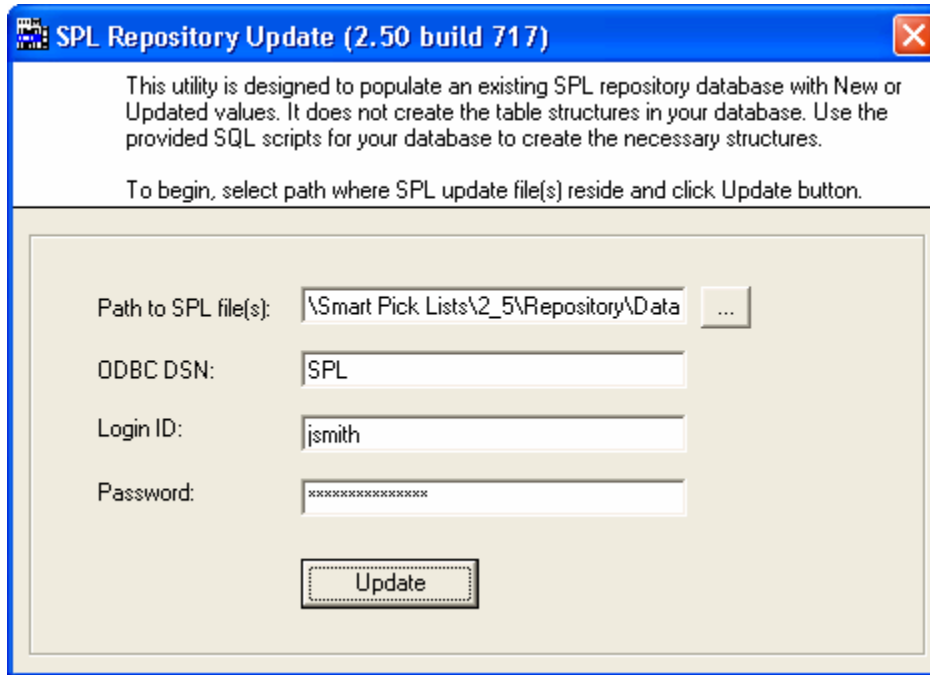 SPL Repository Update (2.50 build 717)
This utility is designed to populate an existing SPL repository database with New or
Updated values. It does not create the table structures in your database. Use the
provided SQL scripts for your database to create the necessary structures.
To begin, select path where SPL update file(s) reside and click Update button.
Path to SPL file(s): \Smart Pick Lists\2_5\Repository\Data ...
ODBC DSN: SPL
Login ID: jsmith
Password: ***************
Update